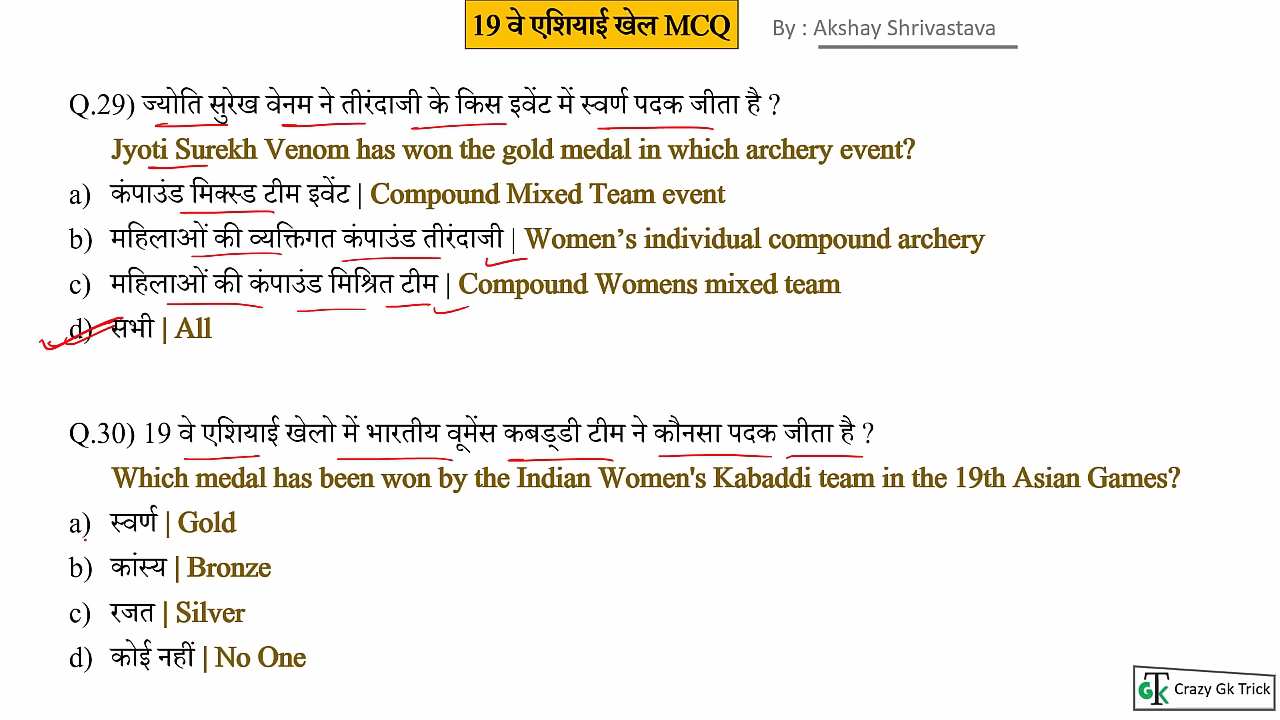 19 वे एशियाई खेल MCQ
By : Akshay Shrivastava
Q.29) ज्योति सुरेख वेनम ने तीरंदाजी के किस इवेंट में स्वर्ण पदक जीता है ?
Jyoti Surekh Venom has won the gold medal in which archery event?
a) कंपाउंड मिक्स्ड टीम इवेंट | Compound Mixed Team event
b) महिलाओं की व्यक्तिगत कंपाउंड तीरंदाजी | Women’s individual compound archery
c) महिलाओं की कंपाउंड मिश्रित टीम | Compound Womens mixed team
d) सभी | All
Q.30) 19 वे एशियाई खेलो में भारतीय वूमेंस कबड्डी टीम ने कौनसा पदक जीता है ?
Which medal has been won by the Indian Women's Kabaddi team in the 19th Asian Games?
a) स्वर्ण | Gold
b) कांस्य | Bronze
c) रजत | Silver
d) कोई नहीं | No One
GTK Crazy Gk Trick